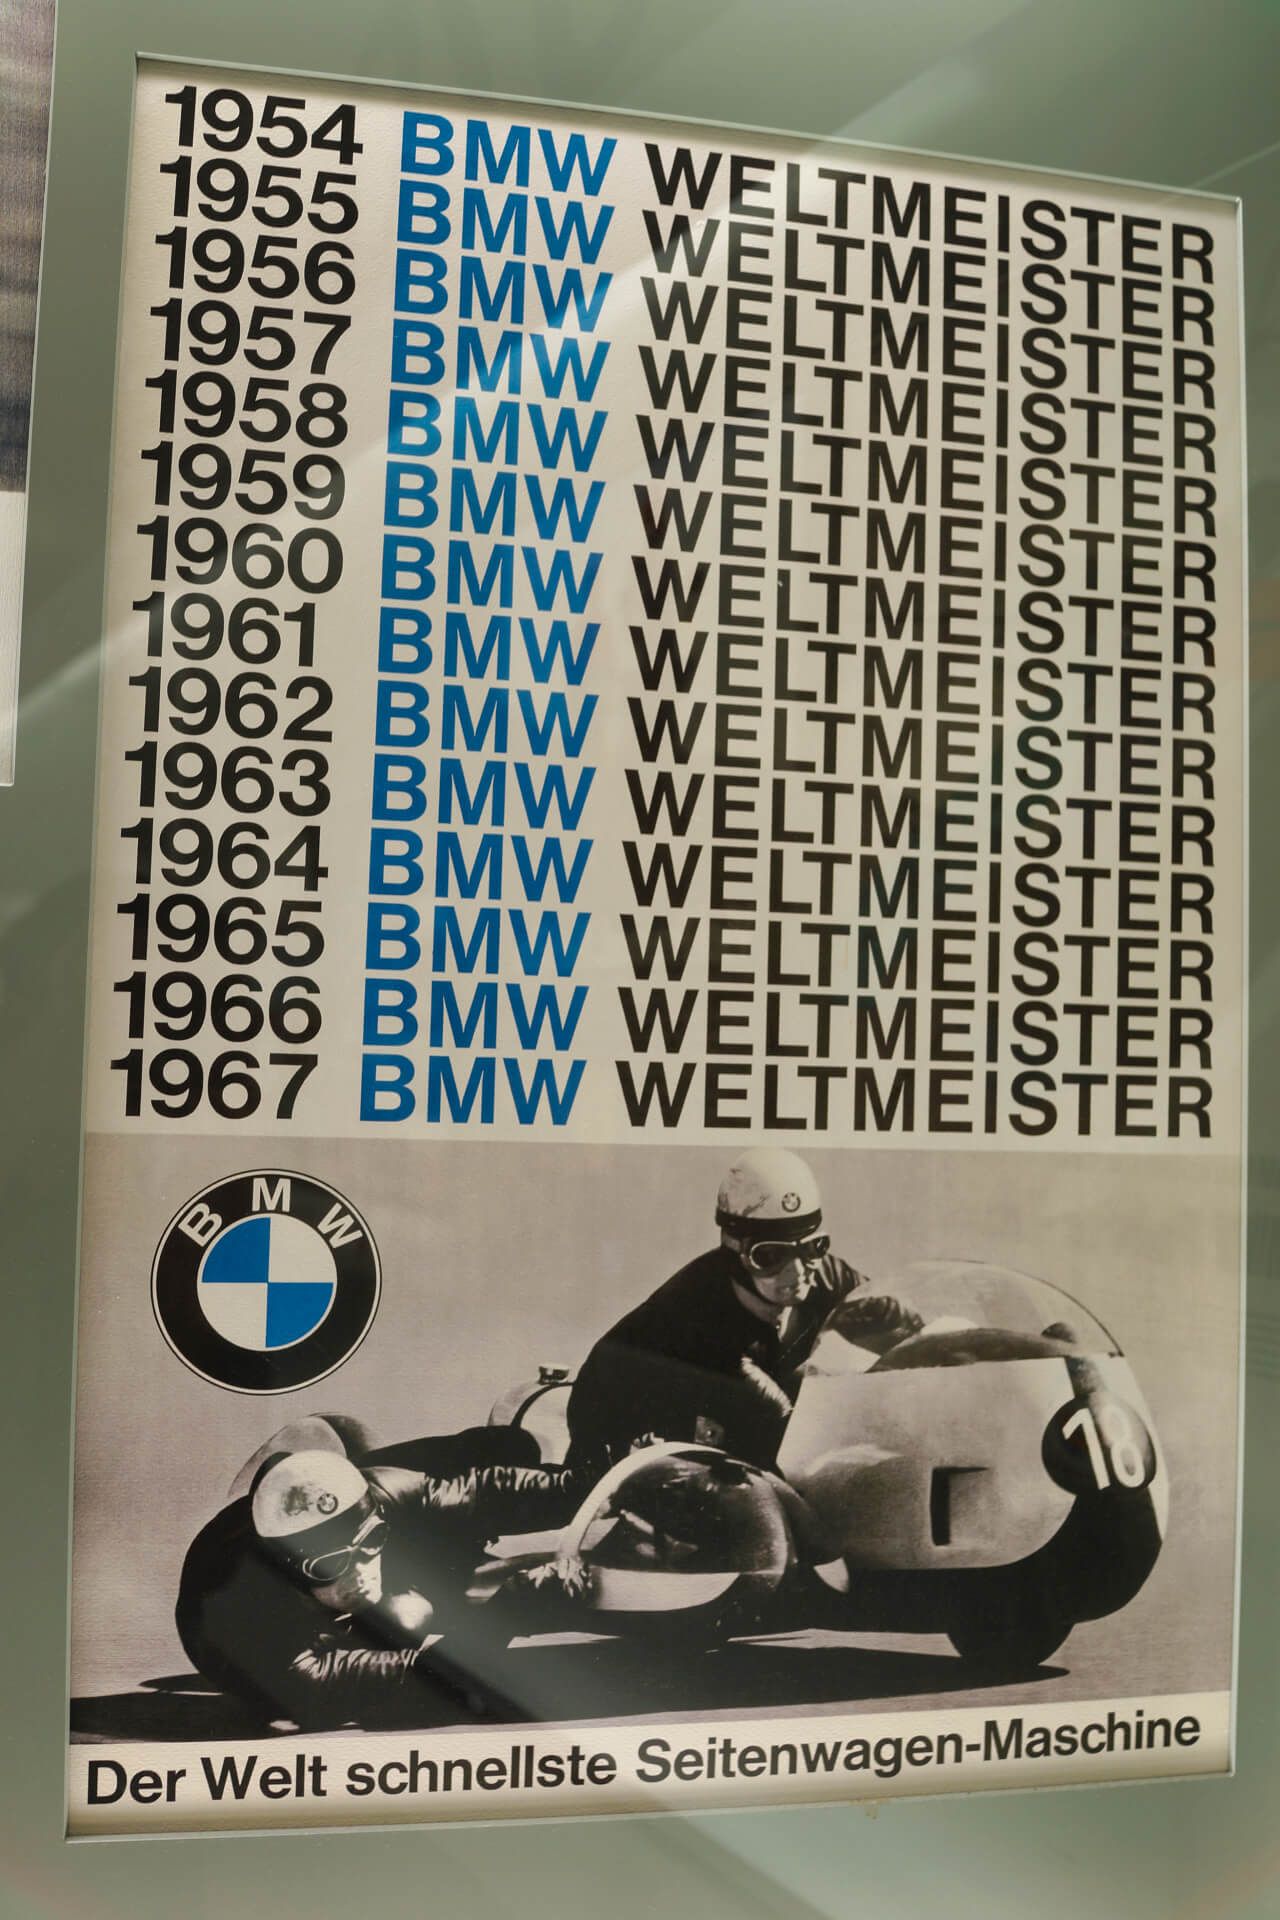 1954 BMW WELTMEISTER
1955 BMW WELTMEISTER
1956 BMW WELTMEISTER
1957 BMW WELTMEISTER
1958 BMW WELTMEISTER
1959 BMW WELTMEISTER
1960 BMW WELTMEISTER
1961 BMW WELTMEISTER
1962 BMW WELTMEISTER
1963 BMW WELTMEISTER
1964 BMW WELTMEISTER
1965 BMW WELTMEISTER
1966 BMW WELTMEISTER
1967 BMW WELTMEISTER
BMW
18
Der Welt schnellste Seitenwagen-Maschine